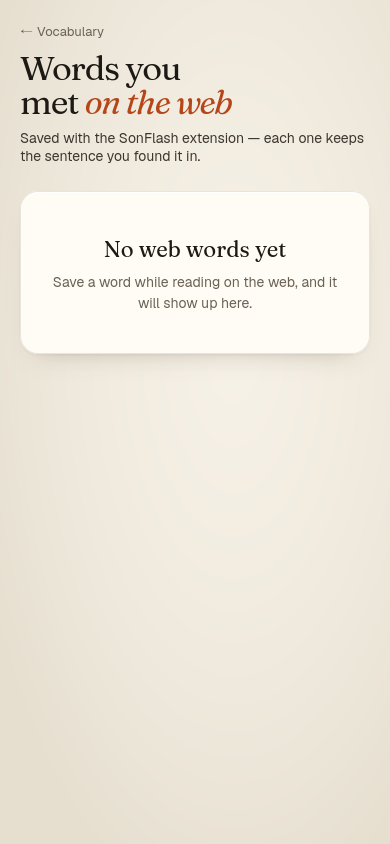 ← Vocabulary
Words you
met on the web
Saved with the SonFlash extension — each one keeps
the sentence you found it in.
No web words yet
Save a word while reading on the web, and it
will show up here.